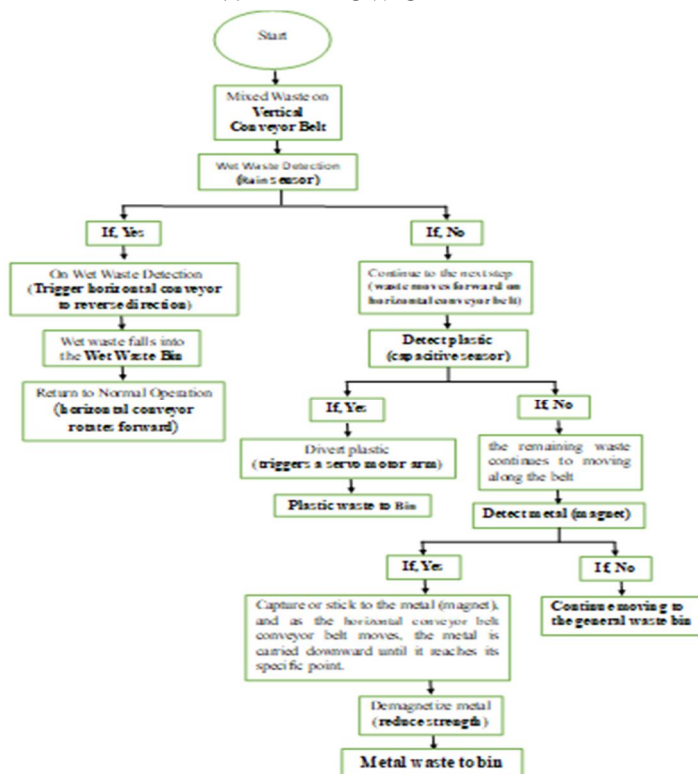 Start
Mixed Waste on
Vertical
Conveyor Belt
Wet Waste Detection
(Rain sensor)
If, Yes
If, No
On Wet Waste Detection
(Trigger horizontal conveyor
to reverse direction)
Wet waste falls into
the Wet Waste Bin
Return to Normal Operation
(horizontal conveyor
rotates forward)
Continue to the next step
(waste moves forward on
horizontal conveyor belt)
Detect plastic
(capacitive sensor)
If, Yes
If, No
Divert plastic
(triggers a servo motor arm)
Plastic waste to Bin
the remaining waste
continues to moving
along the belt
Detect metal (magnet)
If, Yes
If, No
Capture or stick to the metal (magnet),
and as the horizontal conveyor belt
conveyor belt moves, the metal is
carried downward until it reaches its
specific point.
Demagnetize metal
(reduce strength)
Metal waste to bin
Continue moving to
the general waste bin